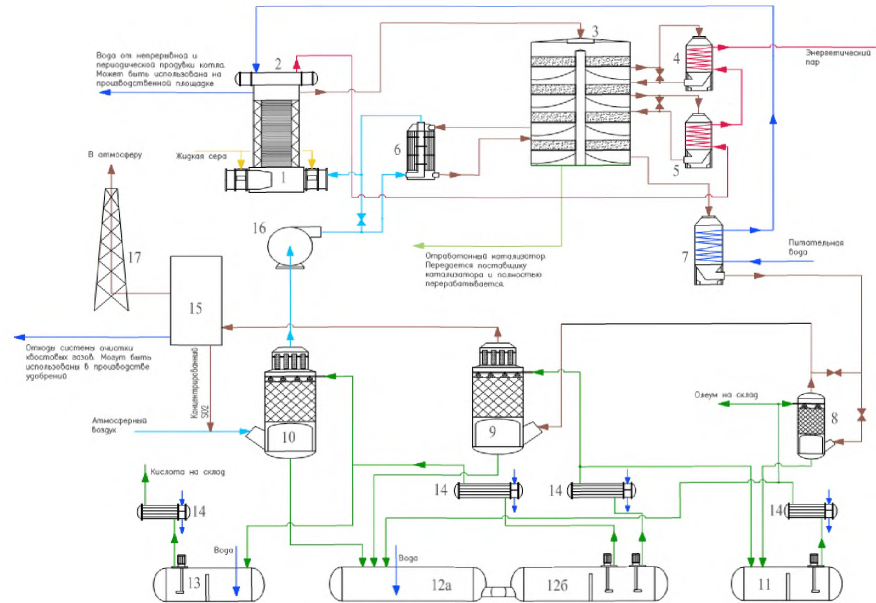 Вода от непрерывной и
периодической продувки котла.
Может быть использована на
производственной площадке
2
3
4
Энергетический
пар
В атмосферу
Жидкая сера
1
6
5
16
17
7
Отработанный катализатор.
Передается поставщику
катализатора и полностью
перерабатывается.
Питательная
вода
15
Отходы системы очистки
хвостовых газов. Могут быть
использованы в производстве
удобрений
Концентрированный
SO2
Атмосферный
воздух
10
9
Олеум на склад
8
Кислота на склад
14
14
14
14
Вода
Вода
13
12а
12б
11